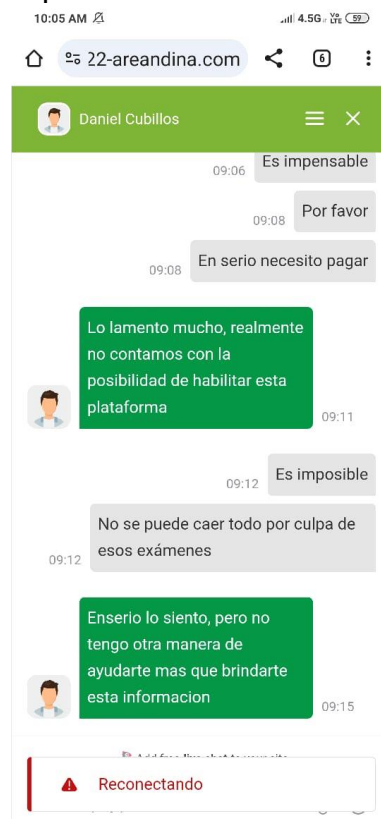 10:05 AM 4.5G Vo LTE 59
22-areandina.com 6
Daniel Cubillos
Es impensable
09:06
Por favor
09:08
En serio necesito pagar
09:08
Lo lamento mucho, realmente
no contamos con la
posibilidad de habilitar esta
plataforma
09:11
Es imposible
09:12
No se puede caer todo por culpa de
esos exámenes
09:12
Enserio lo siento, pero no
tengo otra manera de
ayudarte mas que brindarte
esta informacion
09:15
Reconectando